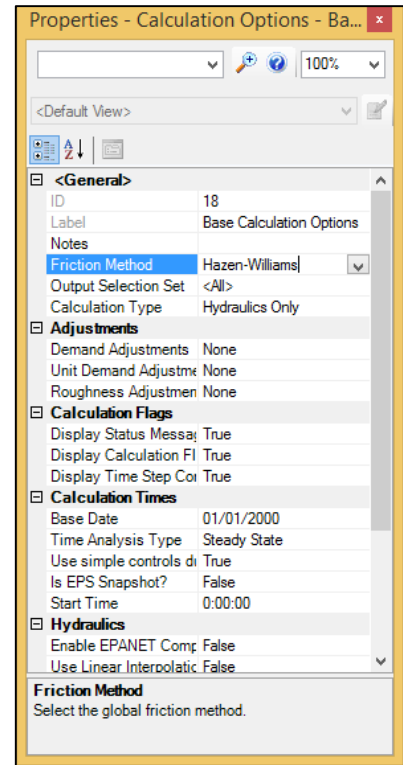 Properties - Calculation Options - Ba...
100%
<Default View>
<General>
ID 18
Label Base Calculation Options
Notes
Friction Method Hazen-Williams
Output Selection Set <All>
Calculation Type Hydraulics Only
Adjustments
Demand Adjustments None
Unit Demand Adjustme None
Roughness Adjustmen None
Calculation Flags
Display Status Messag True
Display Calculation Fl True
Display Time Step Cor True
Calculation Times
Base Date 01/01/2000
Time Analysis Type Steady State
Use simple controls du True
Is EPS Snapshot? False
Start Time 0:00:00
Hydraulics
Enable EPANET Comp False
Use Linear Interpolatic False
Friction Method
Select the global friction method.